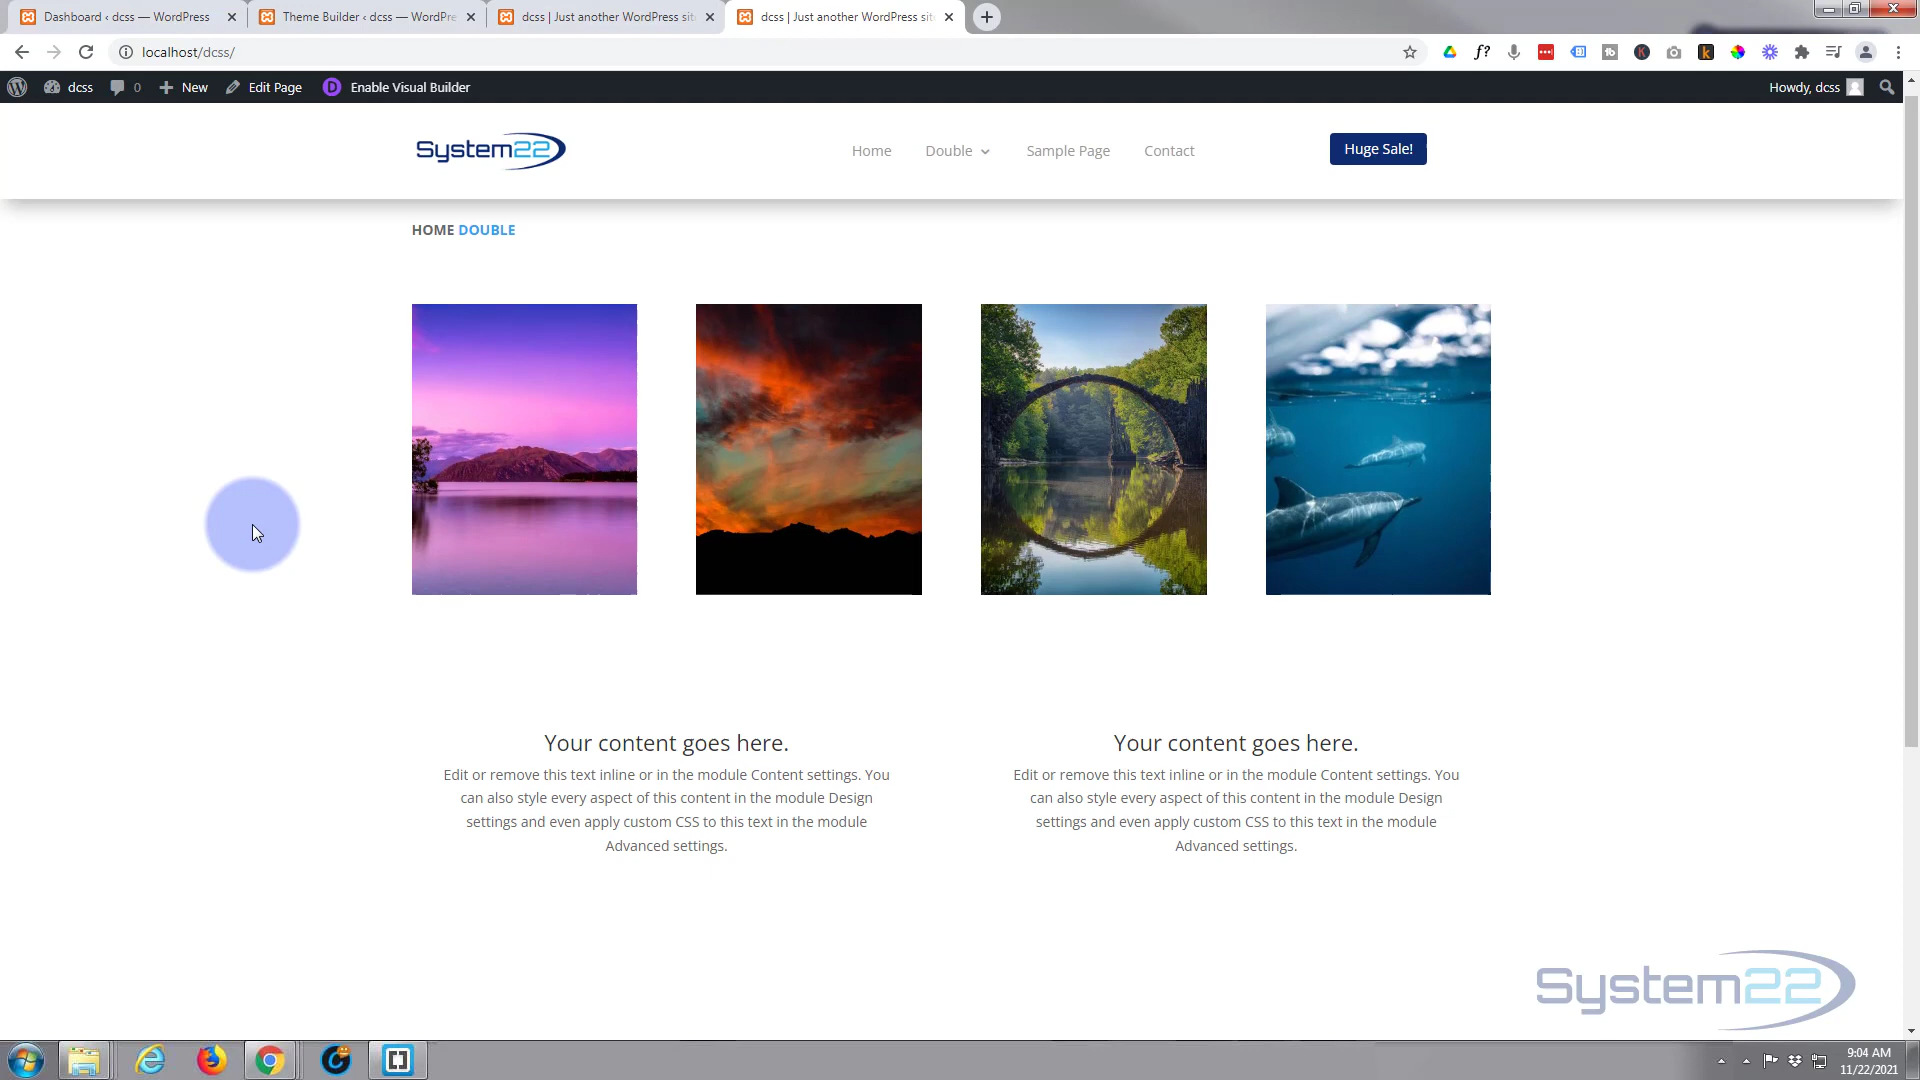 Dashboard ‹ dcss — WordPress
Theme Builder ‹ dcss — WordPre
dcss | Just another WordPress sit
dcss | Just another WordPress sit
localhost/dcss/
f?
dcss
0
New
Edit Page
D
Enable Visual Builder
Howdy, dcss
System22
Home
Double
Sample Page
Contact
Huge Sale!
HOME DOUBLE
Your content goes here.
Edit or remove this text inline or in the module Content settings. You
can also style every aspect of this content in the module Design
settings and even apply custom CSS to this text in the module
Advanced settings.
Your content goes here.
Edit or remove this text inline or in the module Content settings. You
can also style every aspect of this content in the module Design
settings and even apply custom CSS to this text in the module
Advanced settings.
System22
9:04 AM
11/22/2021